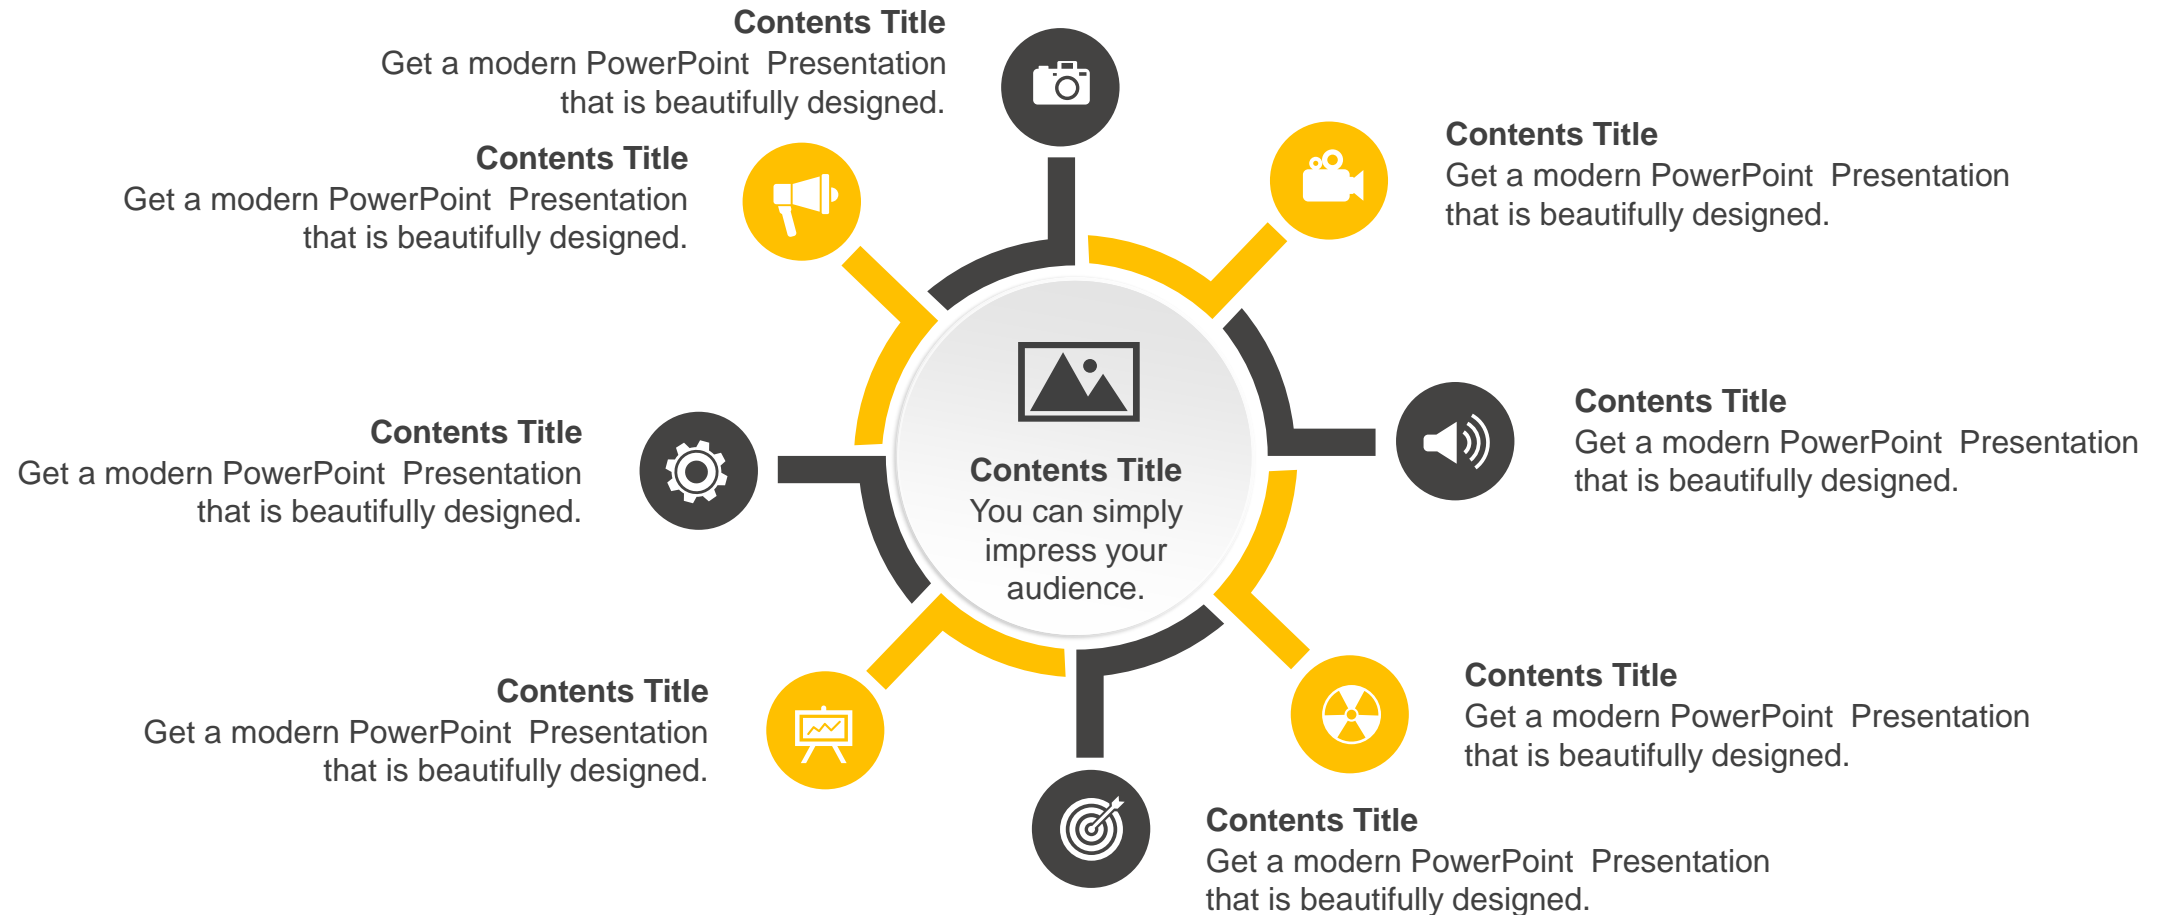 Contents Title
Get a modern PowerPoint  Presentation
that is beautifully designed.
Contents Title
Get a modern PowerPoint  Presentation
that is beautifully designed.
Contents Title
Get a modern PowerPoint  Presentation
that is beautifully designed.
Contents Title
Get a modern PowerPoint  Presentation
that is beautifully designed.
Contents Title
Get a modern PowerPoint  Presentation
that is beautifully designed.
Contents Title
You can simply
impress your
audience.
Contents Title
Get a modern PowerPoint  Presentation
that is beautifully designed.
Contents Title
Get a modern PowerPoint  Presentation
that is beautifully designed.
Contents Title
Get a modern PowerPoint  Presentation
that is beautifully designed.